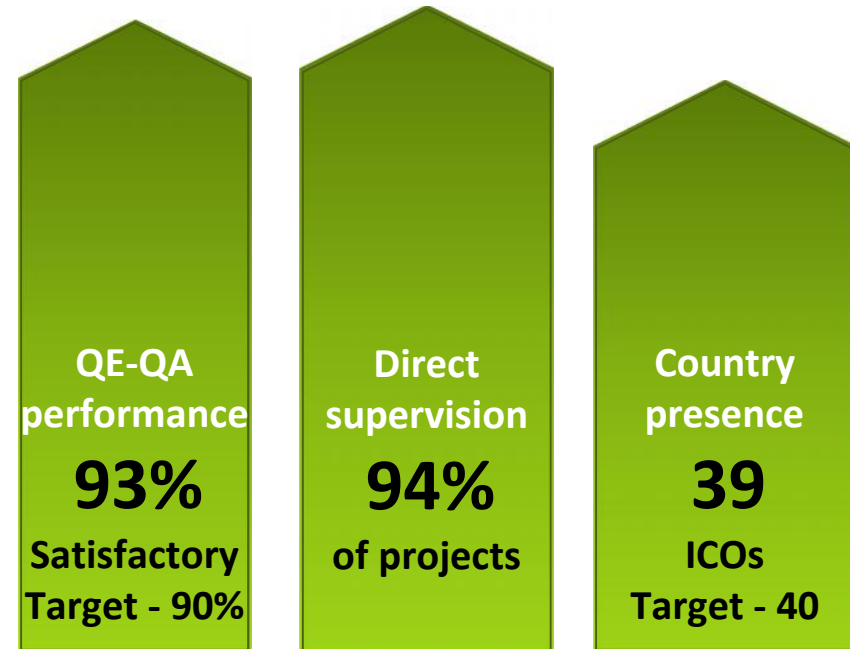 QE-QA
performance
93%
Satisfactory
Target - 90%
Direct
supervision
94%
of projects
Country
presence
39
ICOs
Target - 40